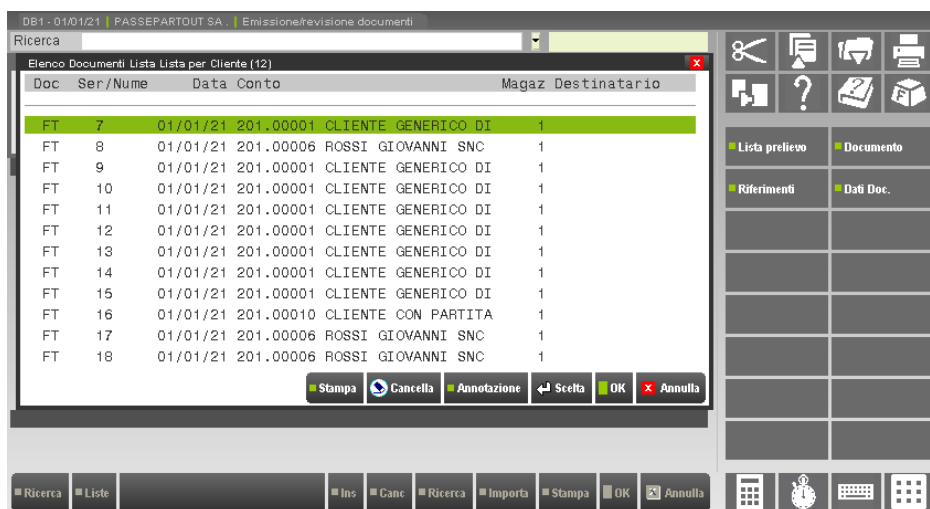 DB1 - 01/01/21 | PASSEPARTOUT SA . | Emissione/revisione documenti
Ricerca
Elenco Documenti Lista Lista per Cliente (12)
Doc Ser/Nume Data Conto Magaz Destinatario
FT 7 01/01/21 201.00001 CLIENTE GENERICO DI 1
FT 8 01/01/21 201.00006 ROSSI GIOVANNI SNC 1
FT 9 01/01/21 201.00001 CLIENTE GENERICO DI 1
FT 10 01/01/21 201.00001 CLIENTE GENERICO DI 1
FT 11 01/01/21 201.00001 CLIENTE GENERICO DI 1
FT 12 01/01/21 201.00001 CLIENTE GENERICO DI 1
FT 13 01/01/21 201.00001 CLIENTE GENERICO DI 1
FT 14 01/01/21 201.00001 CLIENTE GENERICO DI 1
FT 15 01/01/21 201.00001 CLIENTE GENERICO DI 1
FT 16 01/01/21 201.00010 CLIENTE CON PARTITA 1
FT 17 01/01/21 201.00006 ROSSI GIOVANNI SNC 1
FT 18 01/01/21 201.00006 ROSSI GIOVANNI SNC 1
Stampa Cancella Annotazione Scelta OK Annulla
Lista prelievo Documento
Riferimenti Dati Doc.
Ricerca Liste Ins Canc Ricerca Importa Stampa OK Annulla